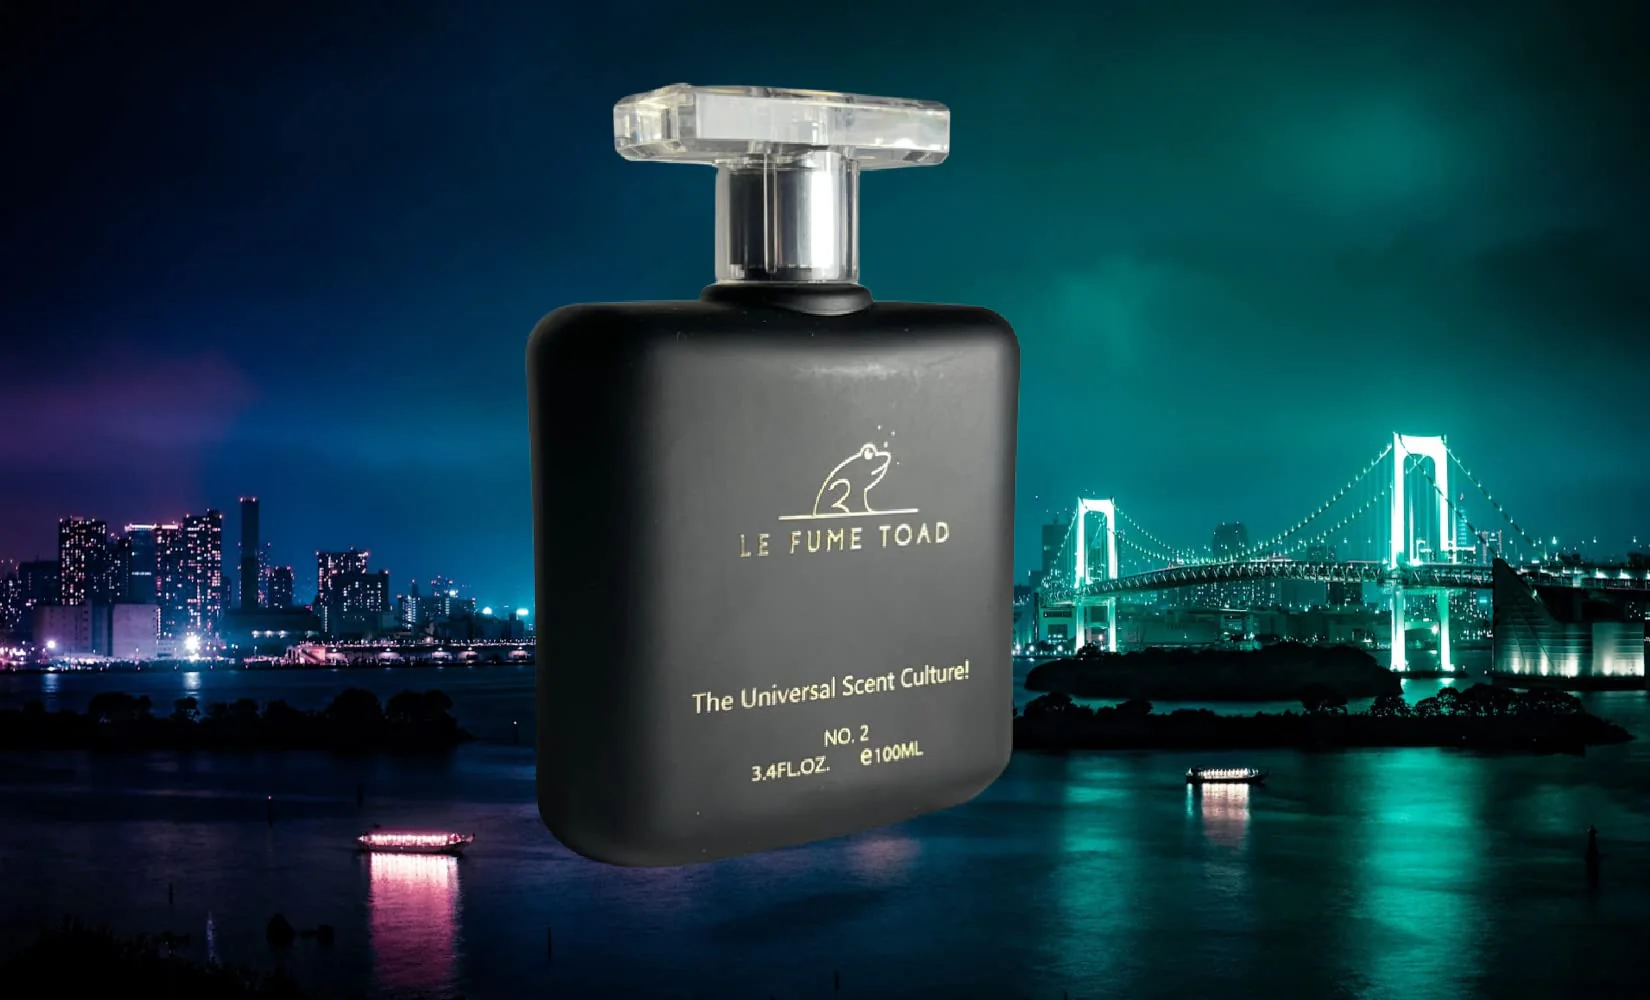 LE FUME TOAD
The Universal Scent Culture!
NO. 2
3.4FL.OZ. ℮100ML